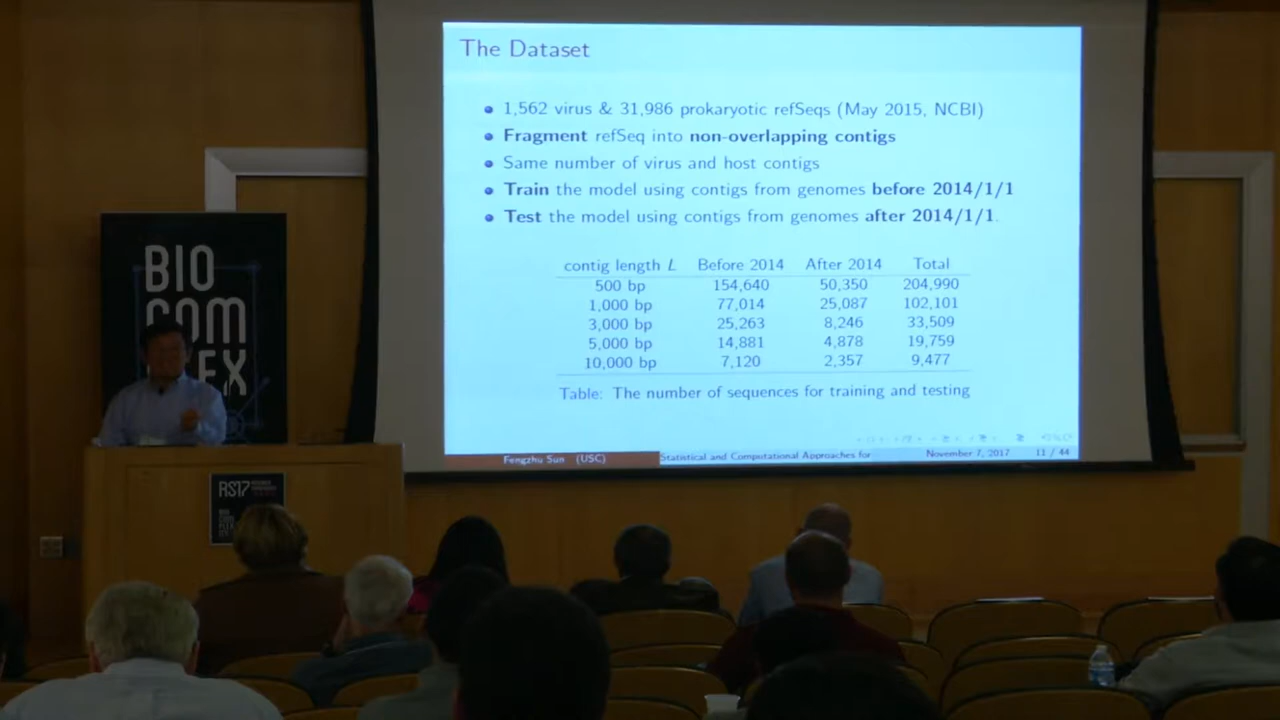 The Dataset
1,562 virus & 31,986 prokaryotic refSeqs (May 2015, NCBI)
Fragment refSeq into non-overlapping contigs
Same number of virus and host contigs
Train the model using contigs from genomes before 2014/1/1
Test the model using contigs from genomes after 2014/1/1.
contig length L Before 2014 After 2014 Total
500 bp 154,640 50,350 204,990
1,000 bp 77,014 25,087 102,101
3,000 bp 25,263 8,246 33,509
5,000 bp 14,881 4,878 19,759
10,000 bp 7,120 2,357 9,477
Table: The number of sequences for training and testing
Fengzhu Sun (USC) Statistical and Computational Approaches for November 7, 2017 11 / 44
BIO
COM
EX
RS17